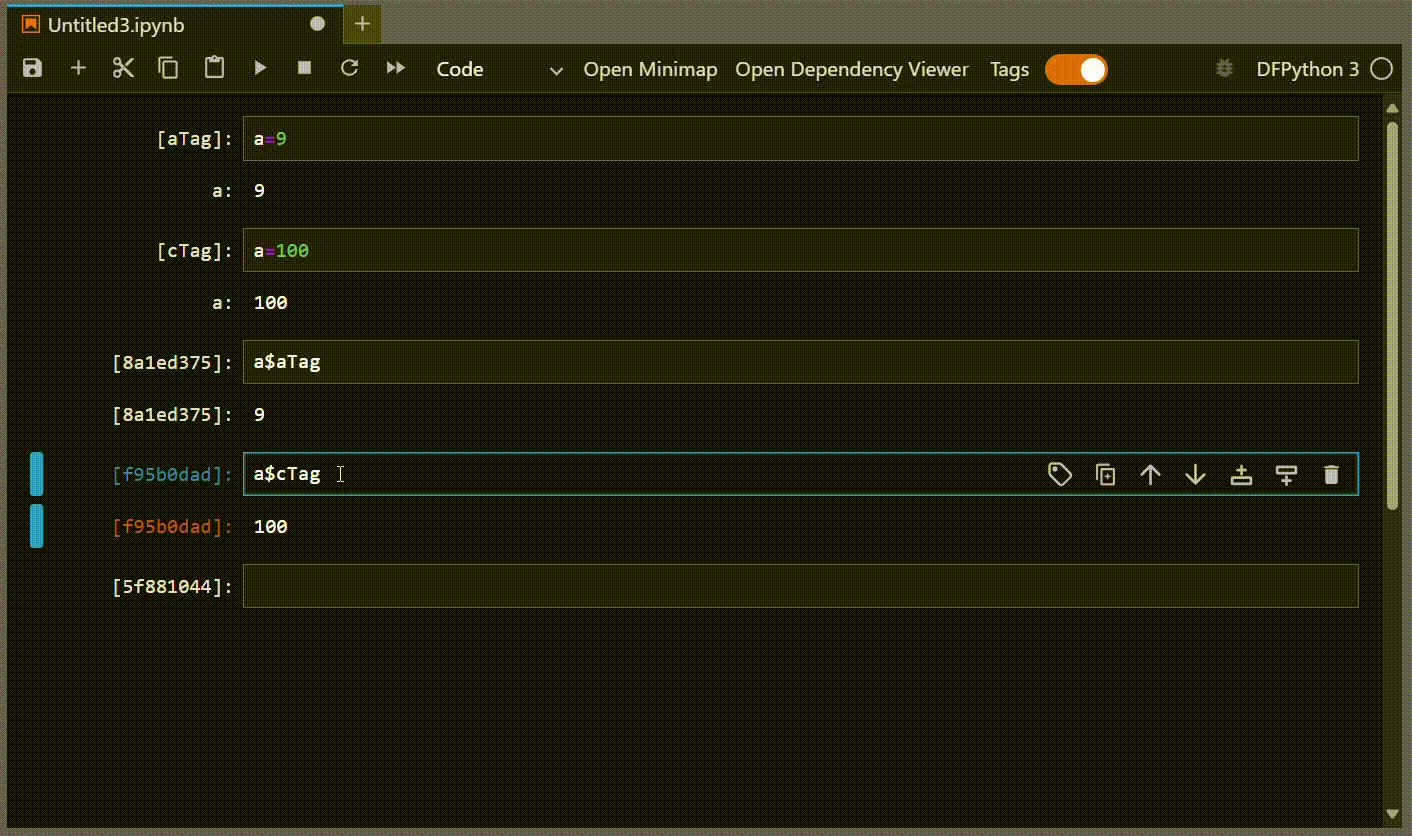 Untitled3.ipynb
Code Open Minimap Open Dependency Viewer Tags DFPython 3
[aTag]: a=9
a: 9
[cTag]: a=100
a: 100
[8a1ed375]: a$aTag
[8a1ed375]: 9
[f95b0dad]: a$cTag
[f95b0dad]: 100
[5f881044]: